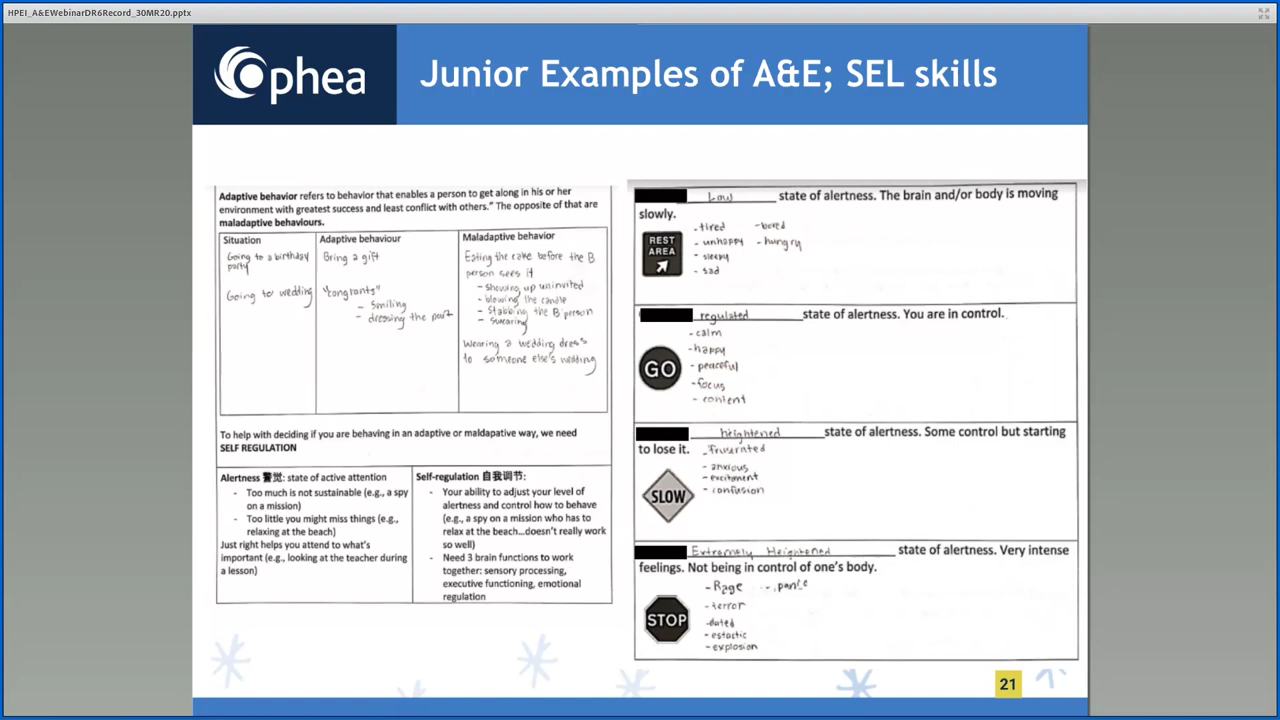 HPEI_A&EWebinarDR6Record_30MR20.pptx
Ophea
Junior Examples of A&E; SEL skills
Adaptive behavior refers to behavior that enables a person to get along in his or her
environment with greatest success and least conflict with others." The opposite of that are
maladaptive behaviours.
Situation
Going to a birthday
party
Going to wedding
Adaptive behaviour
Bring a gift
"congrants"
- Smiling
- dressing the part
Maladaptive behavior
Eating the cake before the B
person sees it
- showing up uninvited
- blowing the candle
- Stabbing the B person
- swearing
Wearing a wedding dress
to someone else's wedding
To help with deciding if you are behaving in an adaptive or maldapative way, we need
SELF REGULATION
Alertness 警觉: state of active attention
- Too much is not sustainable (e.g., a spy
on a mission)
- Too little you might miss things (e.g.,
relaxing at the beach)
Just right helps you attend to what's
important (e.g., looking at the teacher during
a lesson)
Self-regulation 自我调节:
- Your ability to adjust your level of
alertness and control how to behave
(e.g., a spy on a mission who has to
relax at the beach...doesn't really work
so well)
- Need 3 brain functions to work
together: sensory processing,
executive functioning, emotional
regulation
Low state of alertness. The brain and/or body is moving
slowly.
REST
AREA
- tired - bored
- unhappy - hungry
- sleepy
- sad
regulated state of alertness. You are in control.
GO
- calm
- happy
- peaceful
- focus
- content
heightened state of alertness. Some control but starting
to lose it.
SLOW
- anxious
- excitment
- confusion
Extremely Heightened state of alertness. Very intense
feelings. Not being in control of one's body.
STOP
- Rage - panic
- terror
- estactic
- explosion
21